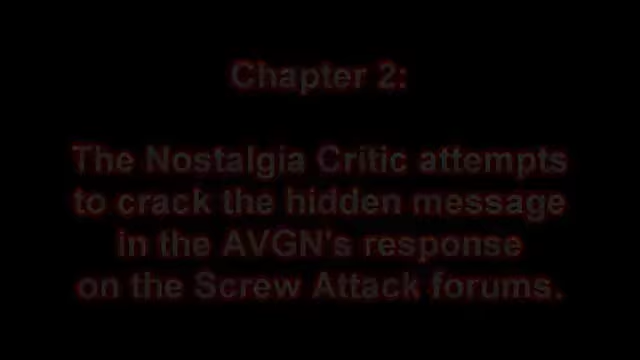 Chapter 2:
The Nostalgia Critic attempts
to crack the hidden message
in the AVGN's response
on the Screw Attack forums.